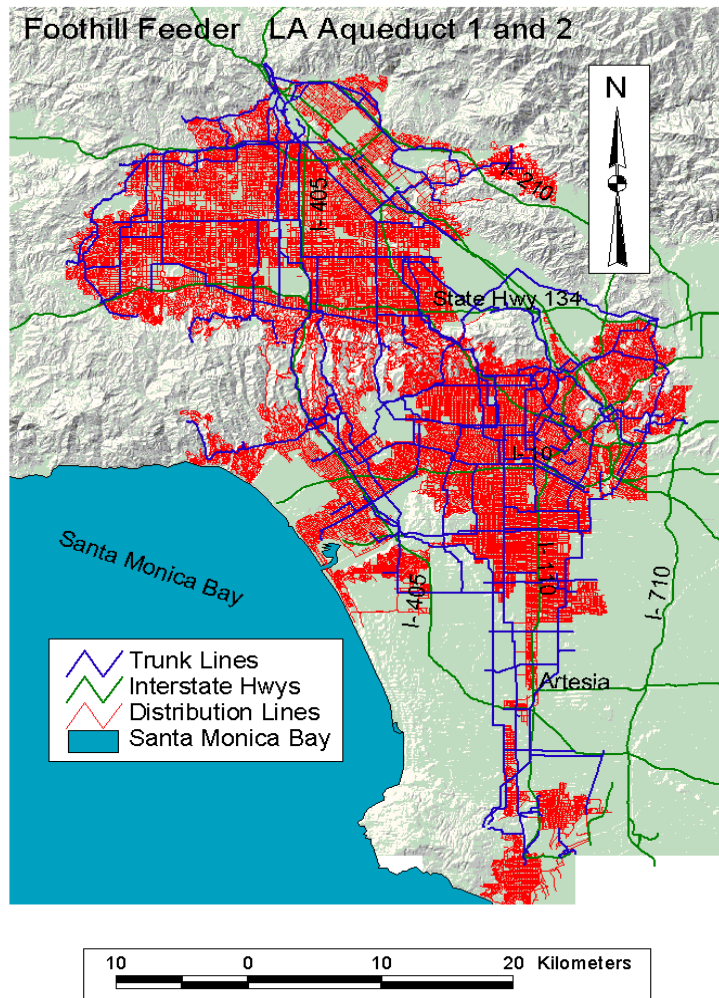 Foothill Feeder LA Aqueduct 1 and 2
N
I-210
I-405
State Hwy 134
I-10
Santa Monica Bay
I-405
I-110
I-710
Artesia
Trunk Lines
Interstate Hwys
Distribution Lines
Santa Monica Bay
10 0 10 20 Kilometers